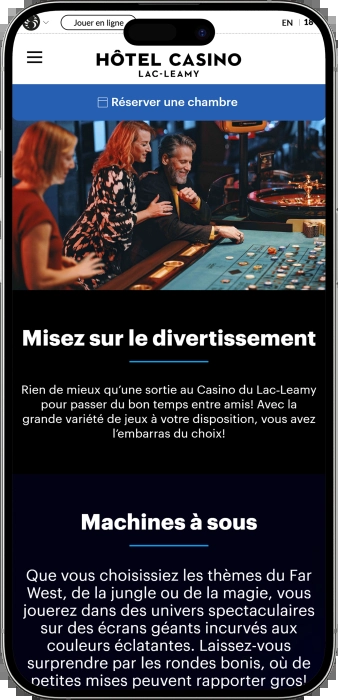 Jouer en ligne
EN
18
HÔTEL CASINO
LAC-LEAMY
Réserver une chambre
Misez sur le divertissement
Rien de mieux qu’une sortie au Casino du Lac-Leamy
pour passer du bon temps entre amis! Avec la
grande variété de jeux à votre disposition, vous avez
l’embarras du choix!
Machines à sous
Que vous choisissiez les thèmes du Far
West, de la jungle ou de la magie, vous
jouerez dans des univers spectaculaires
sur des écrans géants incurvés aux
couleurs éclatantes. Laissez-vous
surprendre par les rondes bonis, où de
petites mises peuvent rapporter gros!